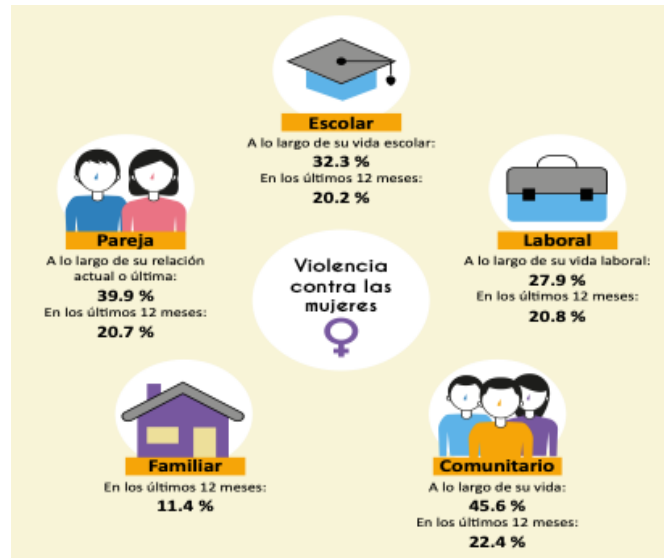 Escolar
A lo largo de su vida escolar:
32.3 %
En los últimos 12 meses:
20.2 %
Pareja
A lo largo de su relación
actual o última:
39.9 %
En los últimos 12 meses:
20.7 %
Violencia
contra las
mujeres
Laboral
A lo largo de su vida laboral:
27.9 %
En los últimos 12 meses:
20.8 %
Familiar
En los últimos 12 meses:
11.4 %
Comunitario
A lo largo de su vida:
45.6 %
En los últimos 12 meses:
22.4 %